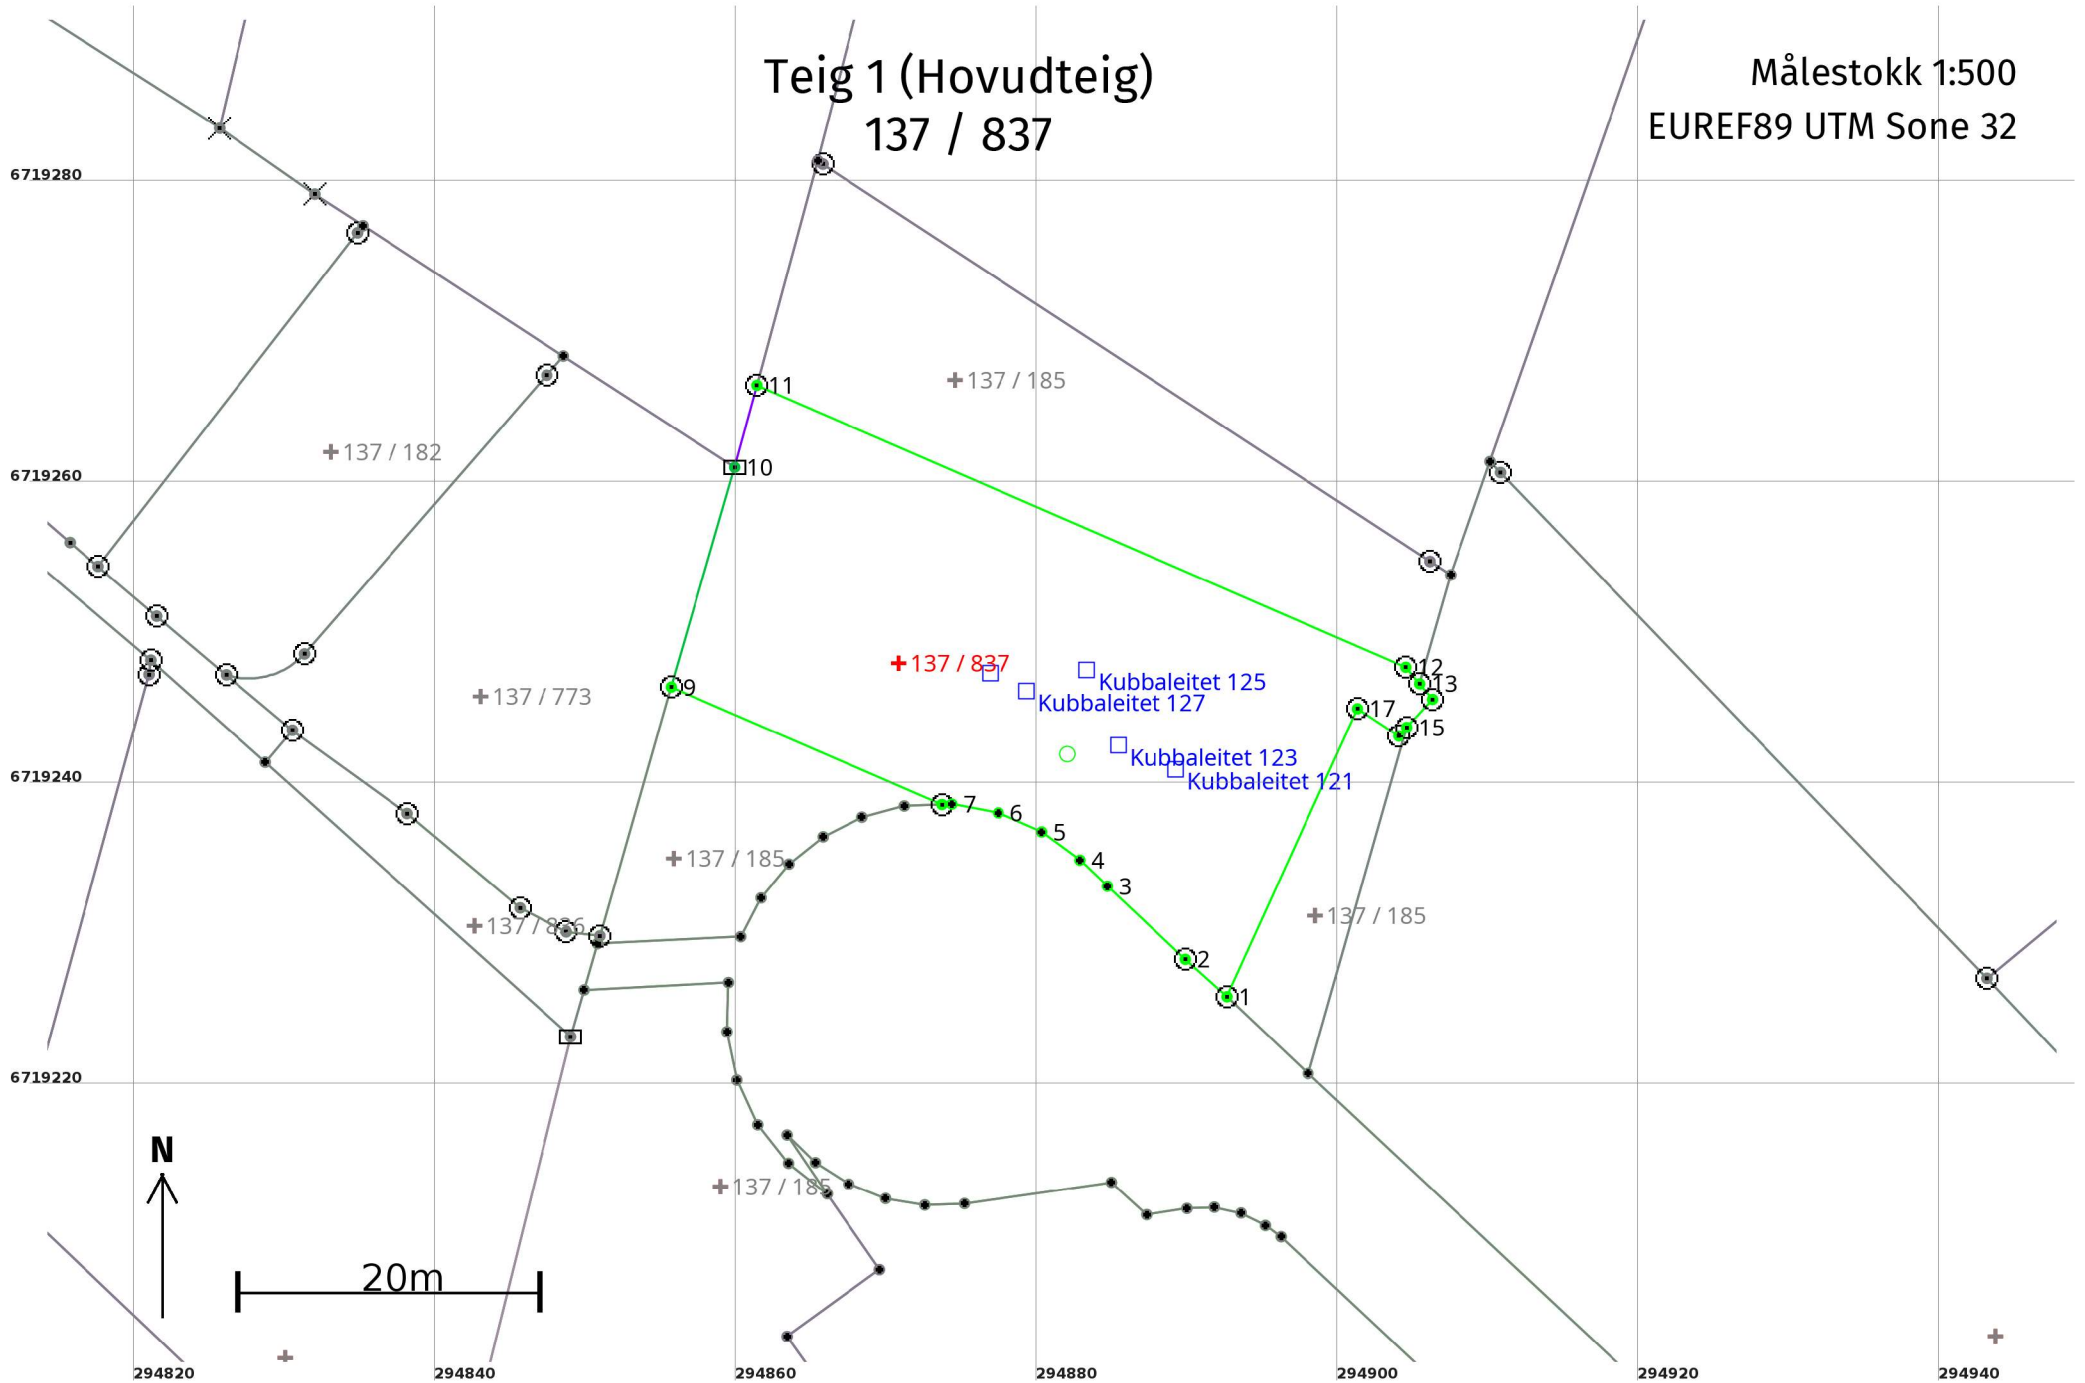 Teig 1 (Hovudteig)
137 / 837
Målestokk 1:500
EUREF89 UTM Sone 32
6719280
11
137 / 185
137 / 182
10
6719260
12
137 / 837
Kubbaleitet 125
13
9
137 / 773
Kubbaleitet 127
17
15
Kubbaleitet 123
6719240
Kubbaleitet 121
7
6
5
137 / 185
4
3
137 / 185
137 / 826
2
1
6719220
N
137 / 185
20m
294820
294840
294860
294880
294900
294920
294940